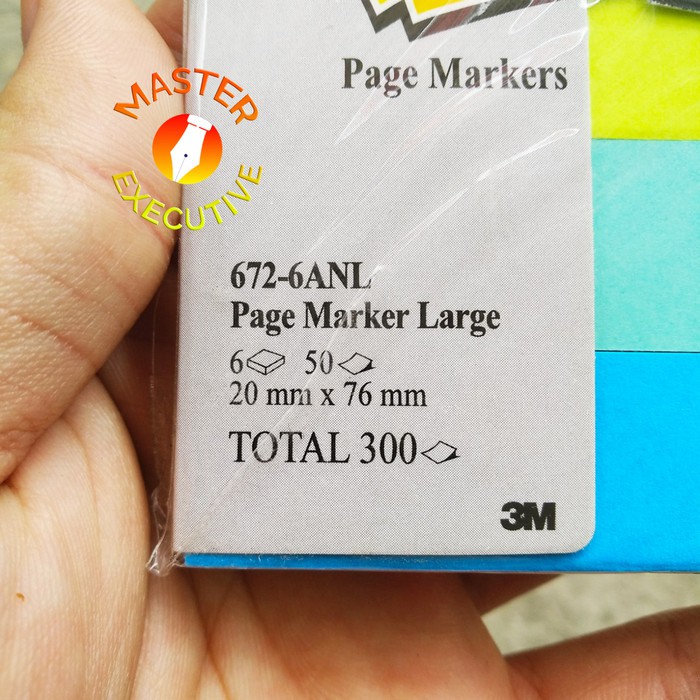 Page Markers
MASTER
EXECUTIVE
672-6ANL
Page Marker Large
6 50
20 mm x 76 mm
TOTAL 300
3M